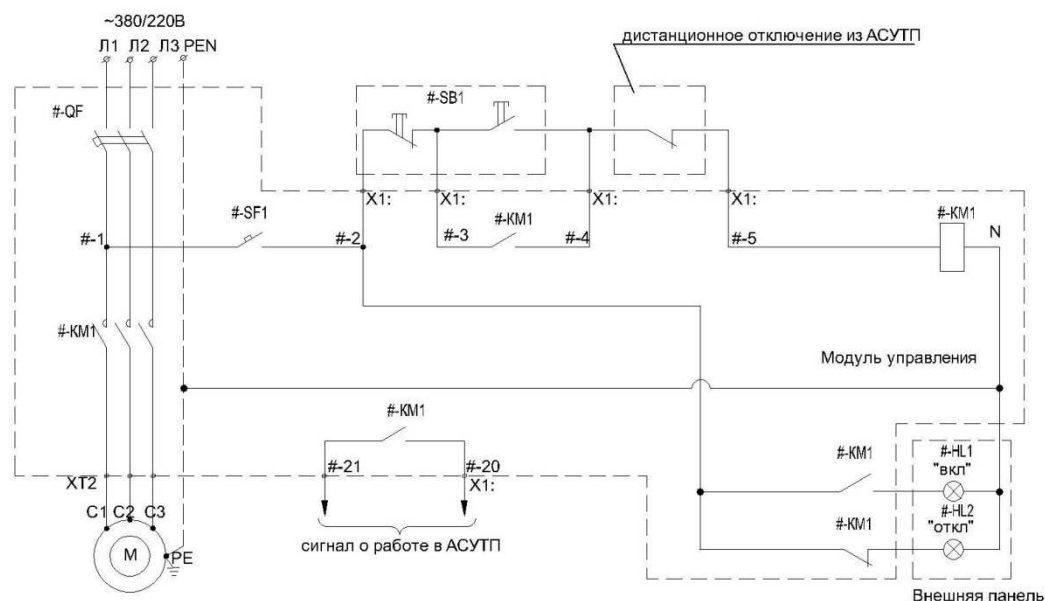 ~380/220В
Л1 Л2 Л3 PEN
дистанционное отключение из АСУТП
#-QF
#-SB1
X1: X1: X1: X1:
#-SF1
#-KM1
#-KM1
#-1 #-2 #-3 #-4 #-5 N
#-KM1
Модуль управления
#-KM1
#-21 #-20
X1:
#-KM1
#-HL1
"вкл"
XT2
C1 C2 C3
#-KM1
#-HL2
"откл"
сигнал о работе в АСУТП
M PE
Внешняя панель